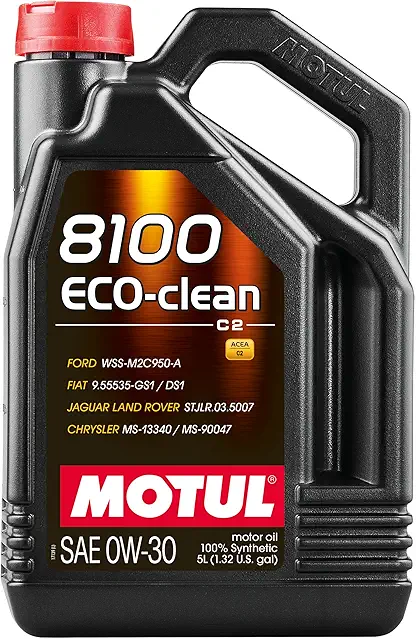 MOTUL
8100
ECO-clean
C2
ACEA
C2
FORD WSS-M2C950-A
FIAT 9.55535-GS1 / DS1
JAGUAR LAND ROVER STJLR.03.5007
CHRYSLER MS-13340 / MS-90047
MOTUL
SAE 0W-30
motor oil
100% Synthetic
5L (1.32 U.S. gal)